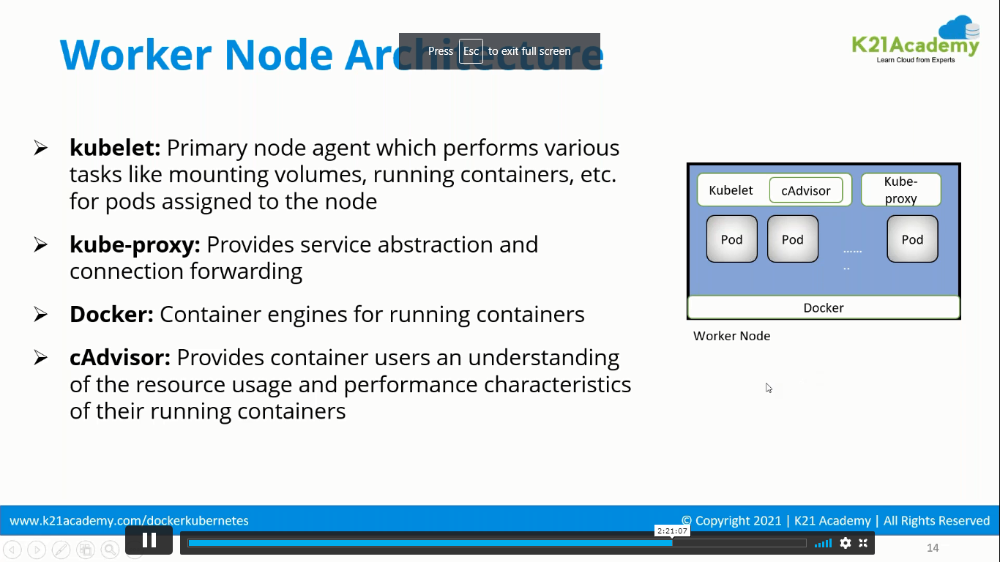 Worker Node Architecture
Press Esc to exit full screen
K21Academy
Learn Cloud from Experts
➢ kubelet: Primary node agent which performs various
tasks like mounting volumes, running containers, etc.
for pods assigned to the node
➢ kube-proxy: Provides service abstraction and
connection forwarding
➢ Docker: Container engines for running containers
➢ cAdvisor: Provides container users an understanding
of the resource usage and performance characteristics
of their running containers
Kubelet
cAdvisor
Kube-
proxy
Pod
Pod
......
..
Pod
Docker
Worker Node
www.k21academy.com/dockerkubernetes
© Copyright 2021 | K21 Academy | All Rights Reserved
2:21:07
14